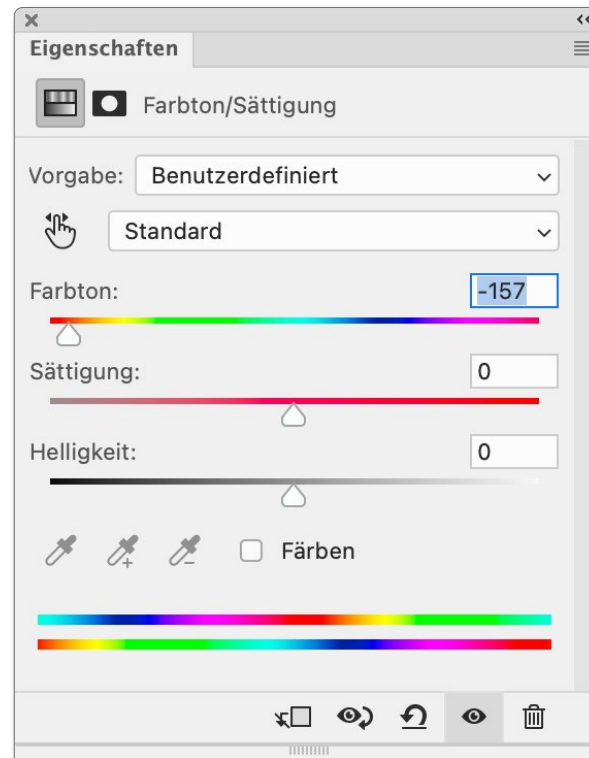 Eigenschaften
Farbton/Sättigung
Vorgabe: Benutzerdefiniert
Standard
Farbton: -157
Sättigung: 0
Helligkeit: 0
Färben